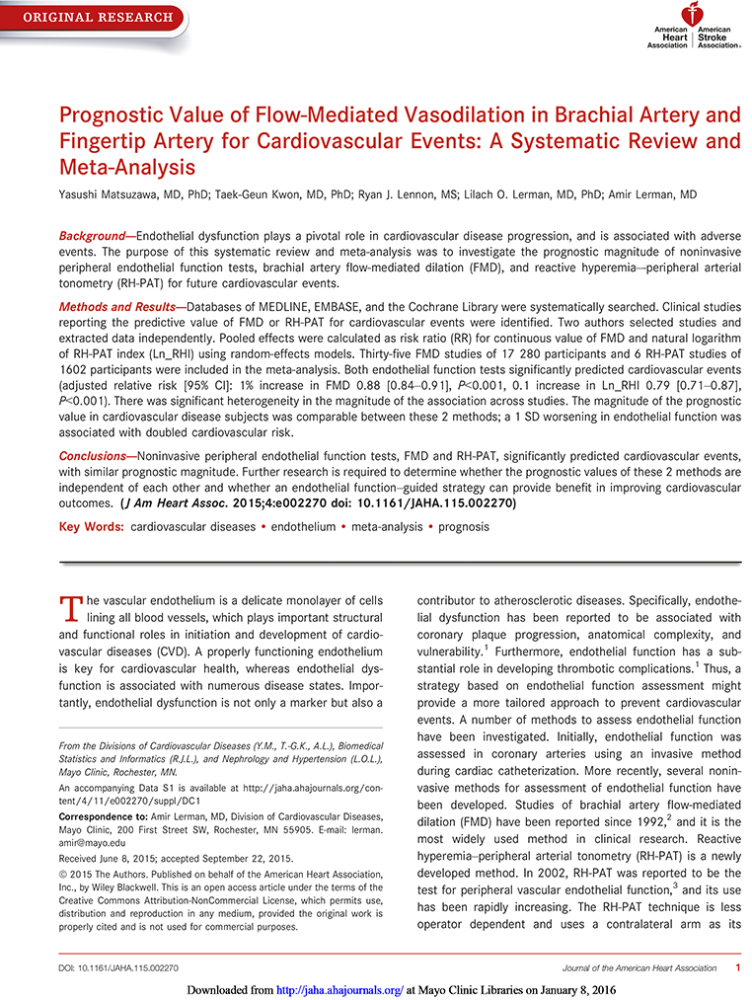 ORIGINAL RESEARCH
American
Heart
Association
American
Stroke
Association®
Prognostic Value of Flow-Mediated Vasodilation in Brachial Artery and
Fingertip Artery for Cardiovascular Events: A Systematic Review and
Meta-Analysis
Yasushi Matsuzawa, MD, PhD; Taek-Geun Kwon, MD, PhD; Ryan J. Lennon, MS; Lilach O. Lerman, MD, PhD; Amir Lerman, MD
Background—Endothelial dysfunction plays a pivotal role in cardiovascular disease progression, and is associated with adverse
events. The purpose of this systematic review and meta-analysis was to investigate the prognostic magnitude of noninvasive
peripheral endothelial function tests, brachial artery flow-mediated dilation (FMD), and reactive hyperemia–peripheral arterial
tonometry (RH-PAT) for future cardiovascular events.
Methods and Results—Databases of MEDLINE, EMBASE, and the Cochrane Library were systematically searched. Clinical studies
reporting the predictive value of FMD or RH-PAT for cardiovascular events were identified. Two authors selected studies and
extracted data independently. Pooled effects were calculated as risk ratio (RR) for continuous value of FMD and natural logarithm
of RH-PAT index (Ln_RHI) using random-effects models. Thirty-five FMD studies of 17 280 participants and 6 RH-PAT studies of
1602 participants were included in the meta-analysis. Both endothelial function tests significantly predicted cardiovascular events
(adjusted relative risk [95% CI]: 1% increase in FMD 0.88 [0.84–0.91], P<0.001, 0.1 increase in Ln_RHI 0.79 [0.71–0.87],
P<0.001). There was significant heterogeneity in the magnitude of the association across studies. The magnitude of the prognostic
value in cardiovascular disease subjects was comparable between these 2 methods; a 1 SD worsening in endothelial function was
associated with doubled cardiovascular risk.
Conclusions—Noninvasive peripheral endothelial function tests, FMD and RH-PAT, significantly predicted cardiovascular events,
with similar prognostic magnitude. Further research is required to determine whether the prognostic values of these 2 methods are
independent of each other and whether an endothelial function–guided strategy can provide benefit in improving cardiovascular
outcomes. (J Am Heart Assoc. 2015;4:e002270 doi: 10.1161/JAHA.115.002270)
Key Words: cardiovascular diseases • endothelium • meta-analysis • prognosis
The vascular endothelium is a delicate monolayer of cells
lining all blood vessels, which plays important structural
and functional roles in initiation and development of cardio-
vascular diseases (CVD). A properly functioning endothelium
is key for cardiovascular health, whereas endothelial dys-
function is associated with numerous disease states. Impor-
tantly, endothelial dysfunction is not only a marker but also a
From the Divisions of Cardiovascular Diseases (Y.M., T.-G.K., A.L.), Biomedical
Statistics and Informatics (R.J.L.), and Nephrology and Hypertension (L.O.L.),
Mayo Clinic, Rochester, MN.
An accompanying Data S1 is available at http://jaha.ahajournals.org/con-
tent/4/11/e002270/suppl/DC1
Correspondence to: Amir Lerman, MD, Division of Cardiovascular Diseases,
Mayo Clinic, 200 First Street SW, Rochester, MN 55905. E-mail: lerman.
amir@mayo.edu
Received June 8, 2015; accepted September 22, 2015.
© 2015 The Authors. Published on behalf of the American Heart Association,
Inc., by Wiley Blackwell. This is an open access article under the terms of the
Creative Commons Attribution-NonCommercial License, which permits use,
distribution and reproduction in any medium, provided the original work is
properly cited and is not used for commercial purposes.
contributor to atherosclerotic diseases. Specifically, endothe-
lial dysfunction has been reported to be associated with
coronary plaque progression, anatomical complexity, and
vulnerability.1 Furthermore, endothelial function has a sub-
stantial role in developing thrombotic complications.1 Thus, a
strategy based on endothelial function assessment might
provide a more tailored approach to prevent cardiovascular
events. A number of methods to assess endothelial function
have been investigated. Initially, endothelial function was
assessed in coronary arteries using an invasive method
during cardiac catheterization. More recently, several nonin-
vasive methods for assessment of endothelial function have
been developed. Studies of brachial artery flow-mediated
dilation (FMD) have been reported since 1992,2 and it is the
most widely used method in clinical research. Reactive
hyperemia–peripheral arterial tonometry (RH-PAT) is a newly
developed method. In 2002, RH-PAT was reported to be the
test for peripheral vascular endothelial function,3 and its use
has been rapidly increasing. The RH-PAT technique is less
operator dependent and uses a contralateral arm as its
DOI: 10.1161/JAHA.115.002270
Journal of the American Heart Association 1
Downloaded from http://jaha.ahajournals.org/ at Mayo Clinic Libraries on January 8, 2016